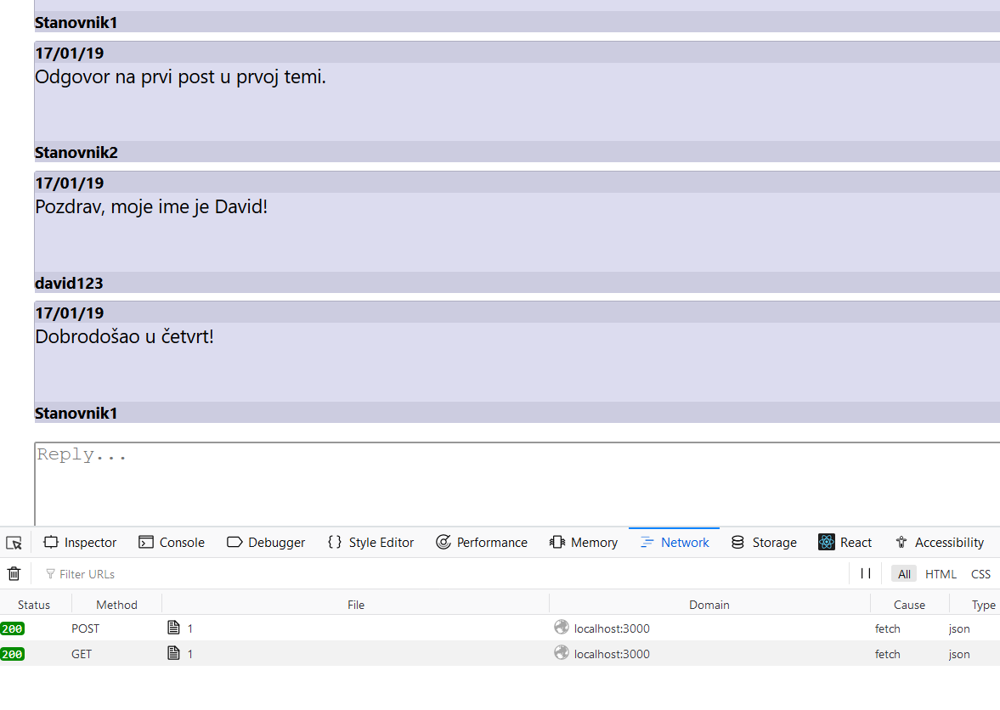 Stanovnik1
17/01/19
Odgovor na prvi post u prvoj temi.
Stanovnik2
17/01/19
Pozdrav, moje ime je David!
david123
17/01/19
Dobrodošao u četvrt!
Stanovnik1
Reply...
Inspector Console Debugger { } Style Editor Performance Memory Network Storage React Accessibility
Filter URLs All HTML CSS
Status Method File Domain Cause Type
200 POST 1 localhost:3000 fetch json
200 GET 1 localhost:3000 fetch json